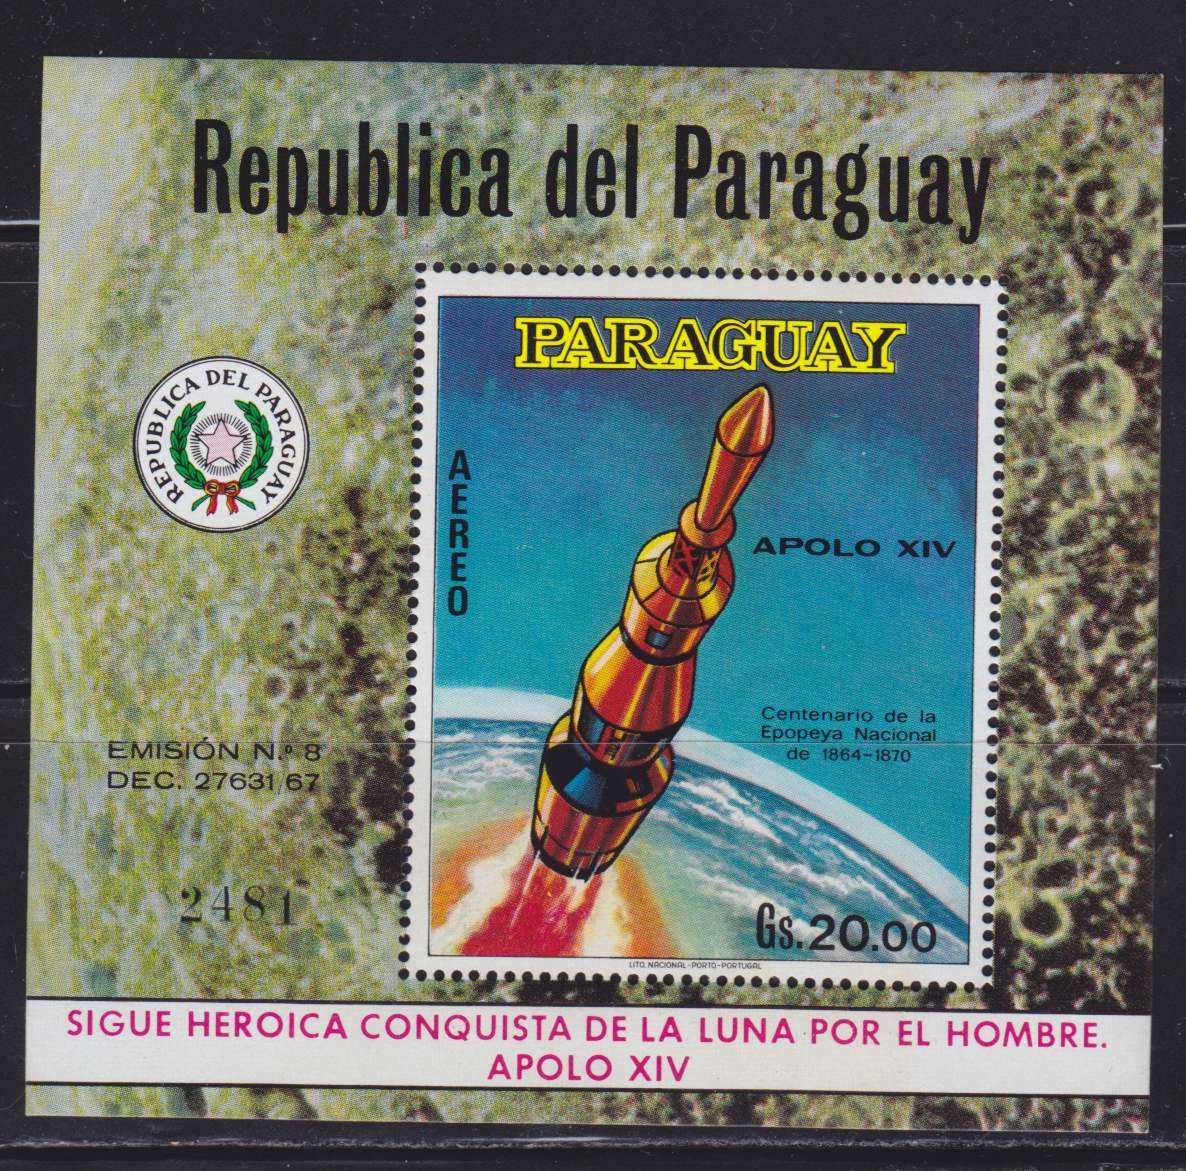 Republica del Paraguay
PARAGUAY
REPUBLICA DEL PARAGUAY
AEREO
APOLO XIV
Centenario de la
Epopeya Nacional
de 1864-1870
EMISIÓN N.º 8
DEC. 27631/67
2481
Gs. 20.00
LITO. NACIONAL-PORTO-PORTUGAL
SIGUE HEROICA CONQUISTA DE LA LUNA POR EL HOMBRE.
APOLO XIV